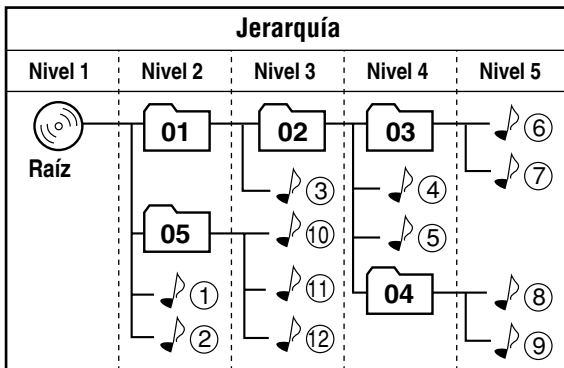 Jerarquía
Nivel 1 Nivel 2 Nivel 3 Nivel 4 Nivel 5
01 02 03 ⑥
Raíz
③ ④ ⑦
05 ⑩ ⑤
① ⑪ 04 ⑧
② ⑫ ⑨